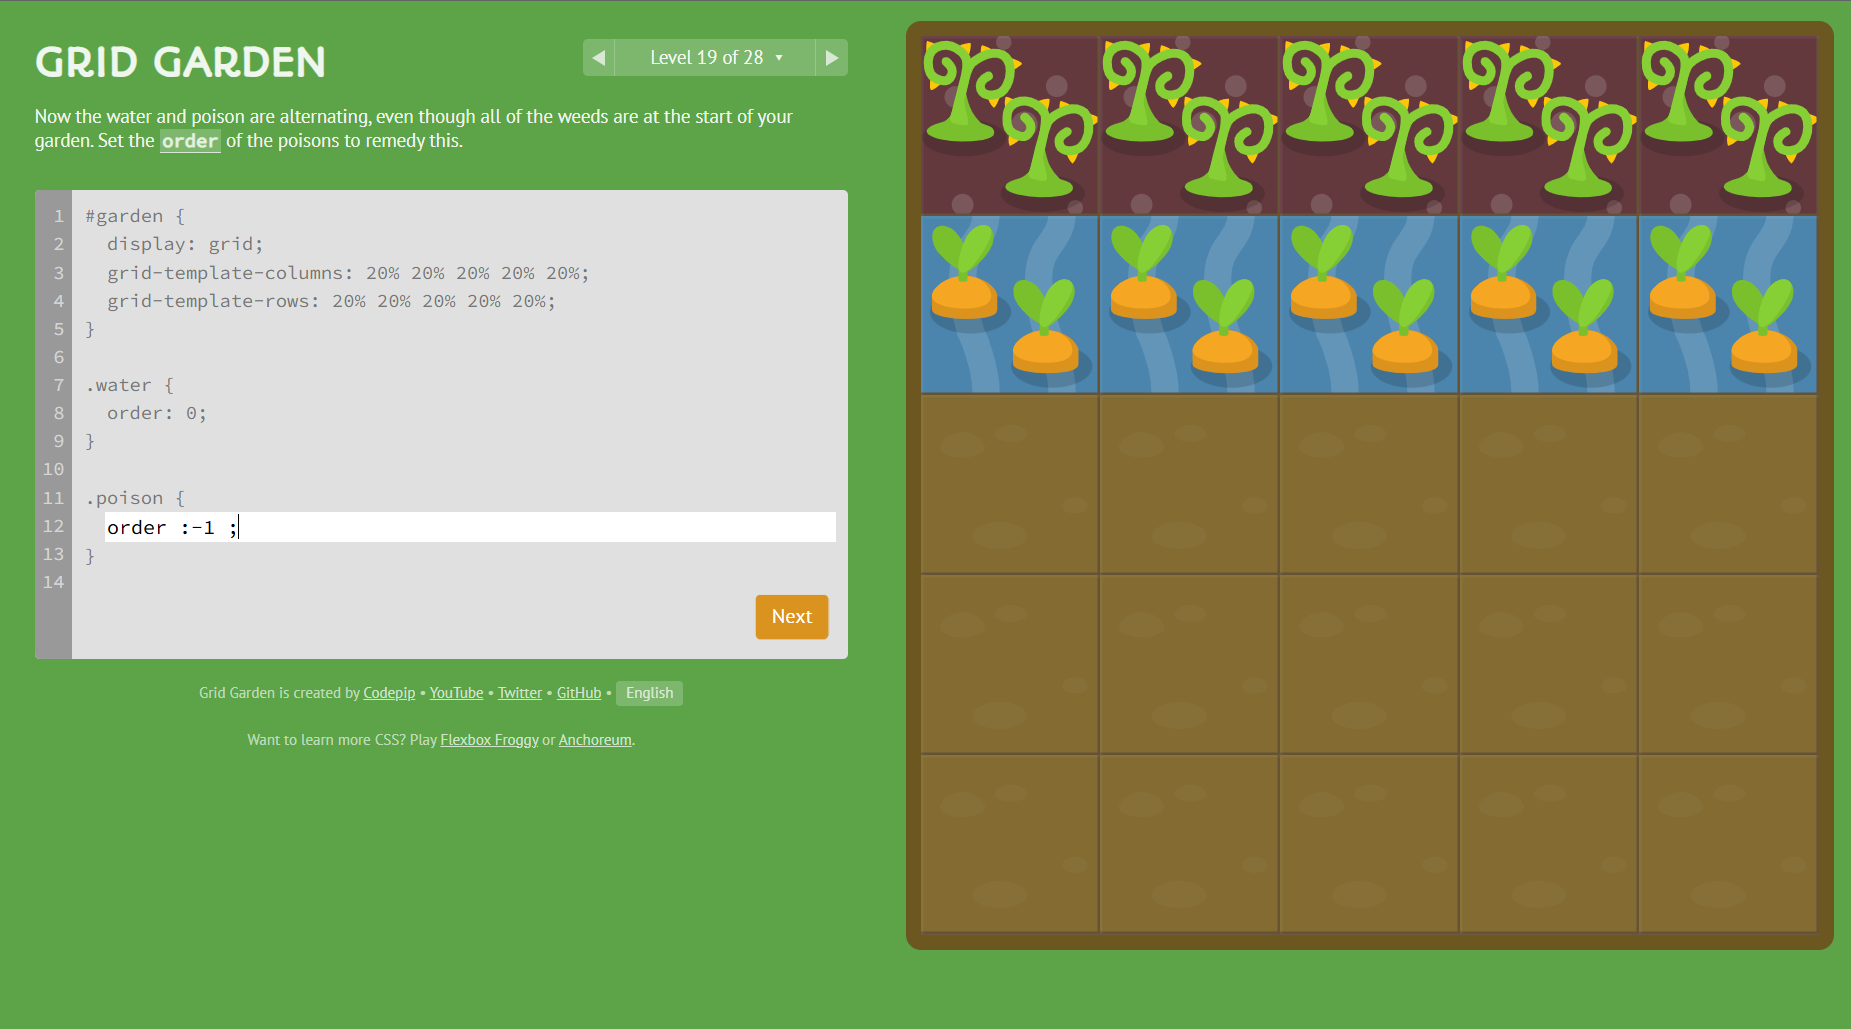 GRID GARDEN
◀ Level 19 of 28 ▾ ▶
Now the water and poison are alternating, even though all of the weeds are at the start of your
garden. Set the order of the poisons to remedy this.
1 #garden {
2   display: grid;
3   grid-template-columns: 20% 20% 20% 20% 20%;
4   grid-template-rows: 20% 20% 20% 20% 20%;
5 }
6
7 .water {
8   order: 0;
9 }
10
11 .poison {
12   order :-1 ;
13 }
14
Next
Grid Garden is created by Codepip • YouTube • Twitter • GitHub • English
Want to learn more CSS? Play Flexbox Froggy or Anchoreum.